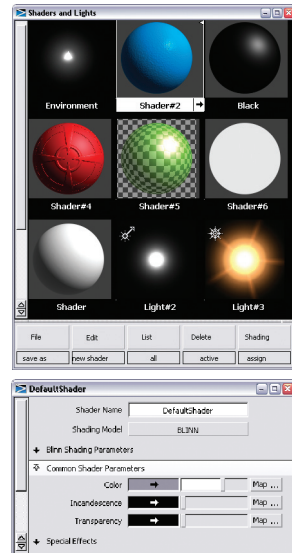 Shaders and Lights
Environment
Shader#2
Black
Shader#4
Shader#5
Shader#6
Shader
Light#2
Light#3
File Edit List Delete Shading
save as new shader all active assign
DefaultShader
Shader Name DefaultShader
Shading Model BLINN
Blinn Shading Parameters
Common Shader Parameters
Color Map ...
Incandescence Map ...
Transparency Map ...
Special Effects